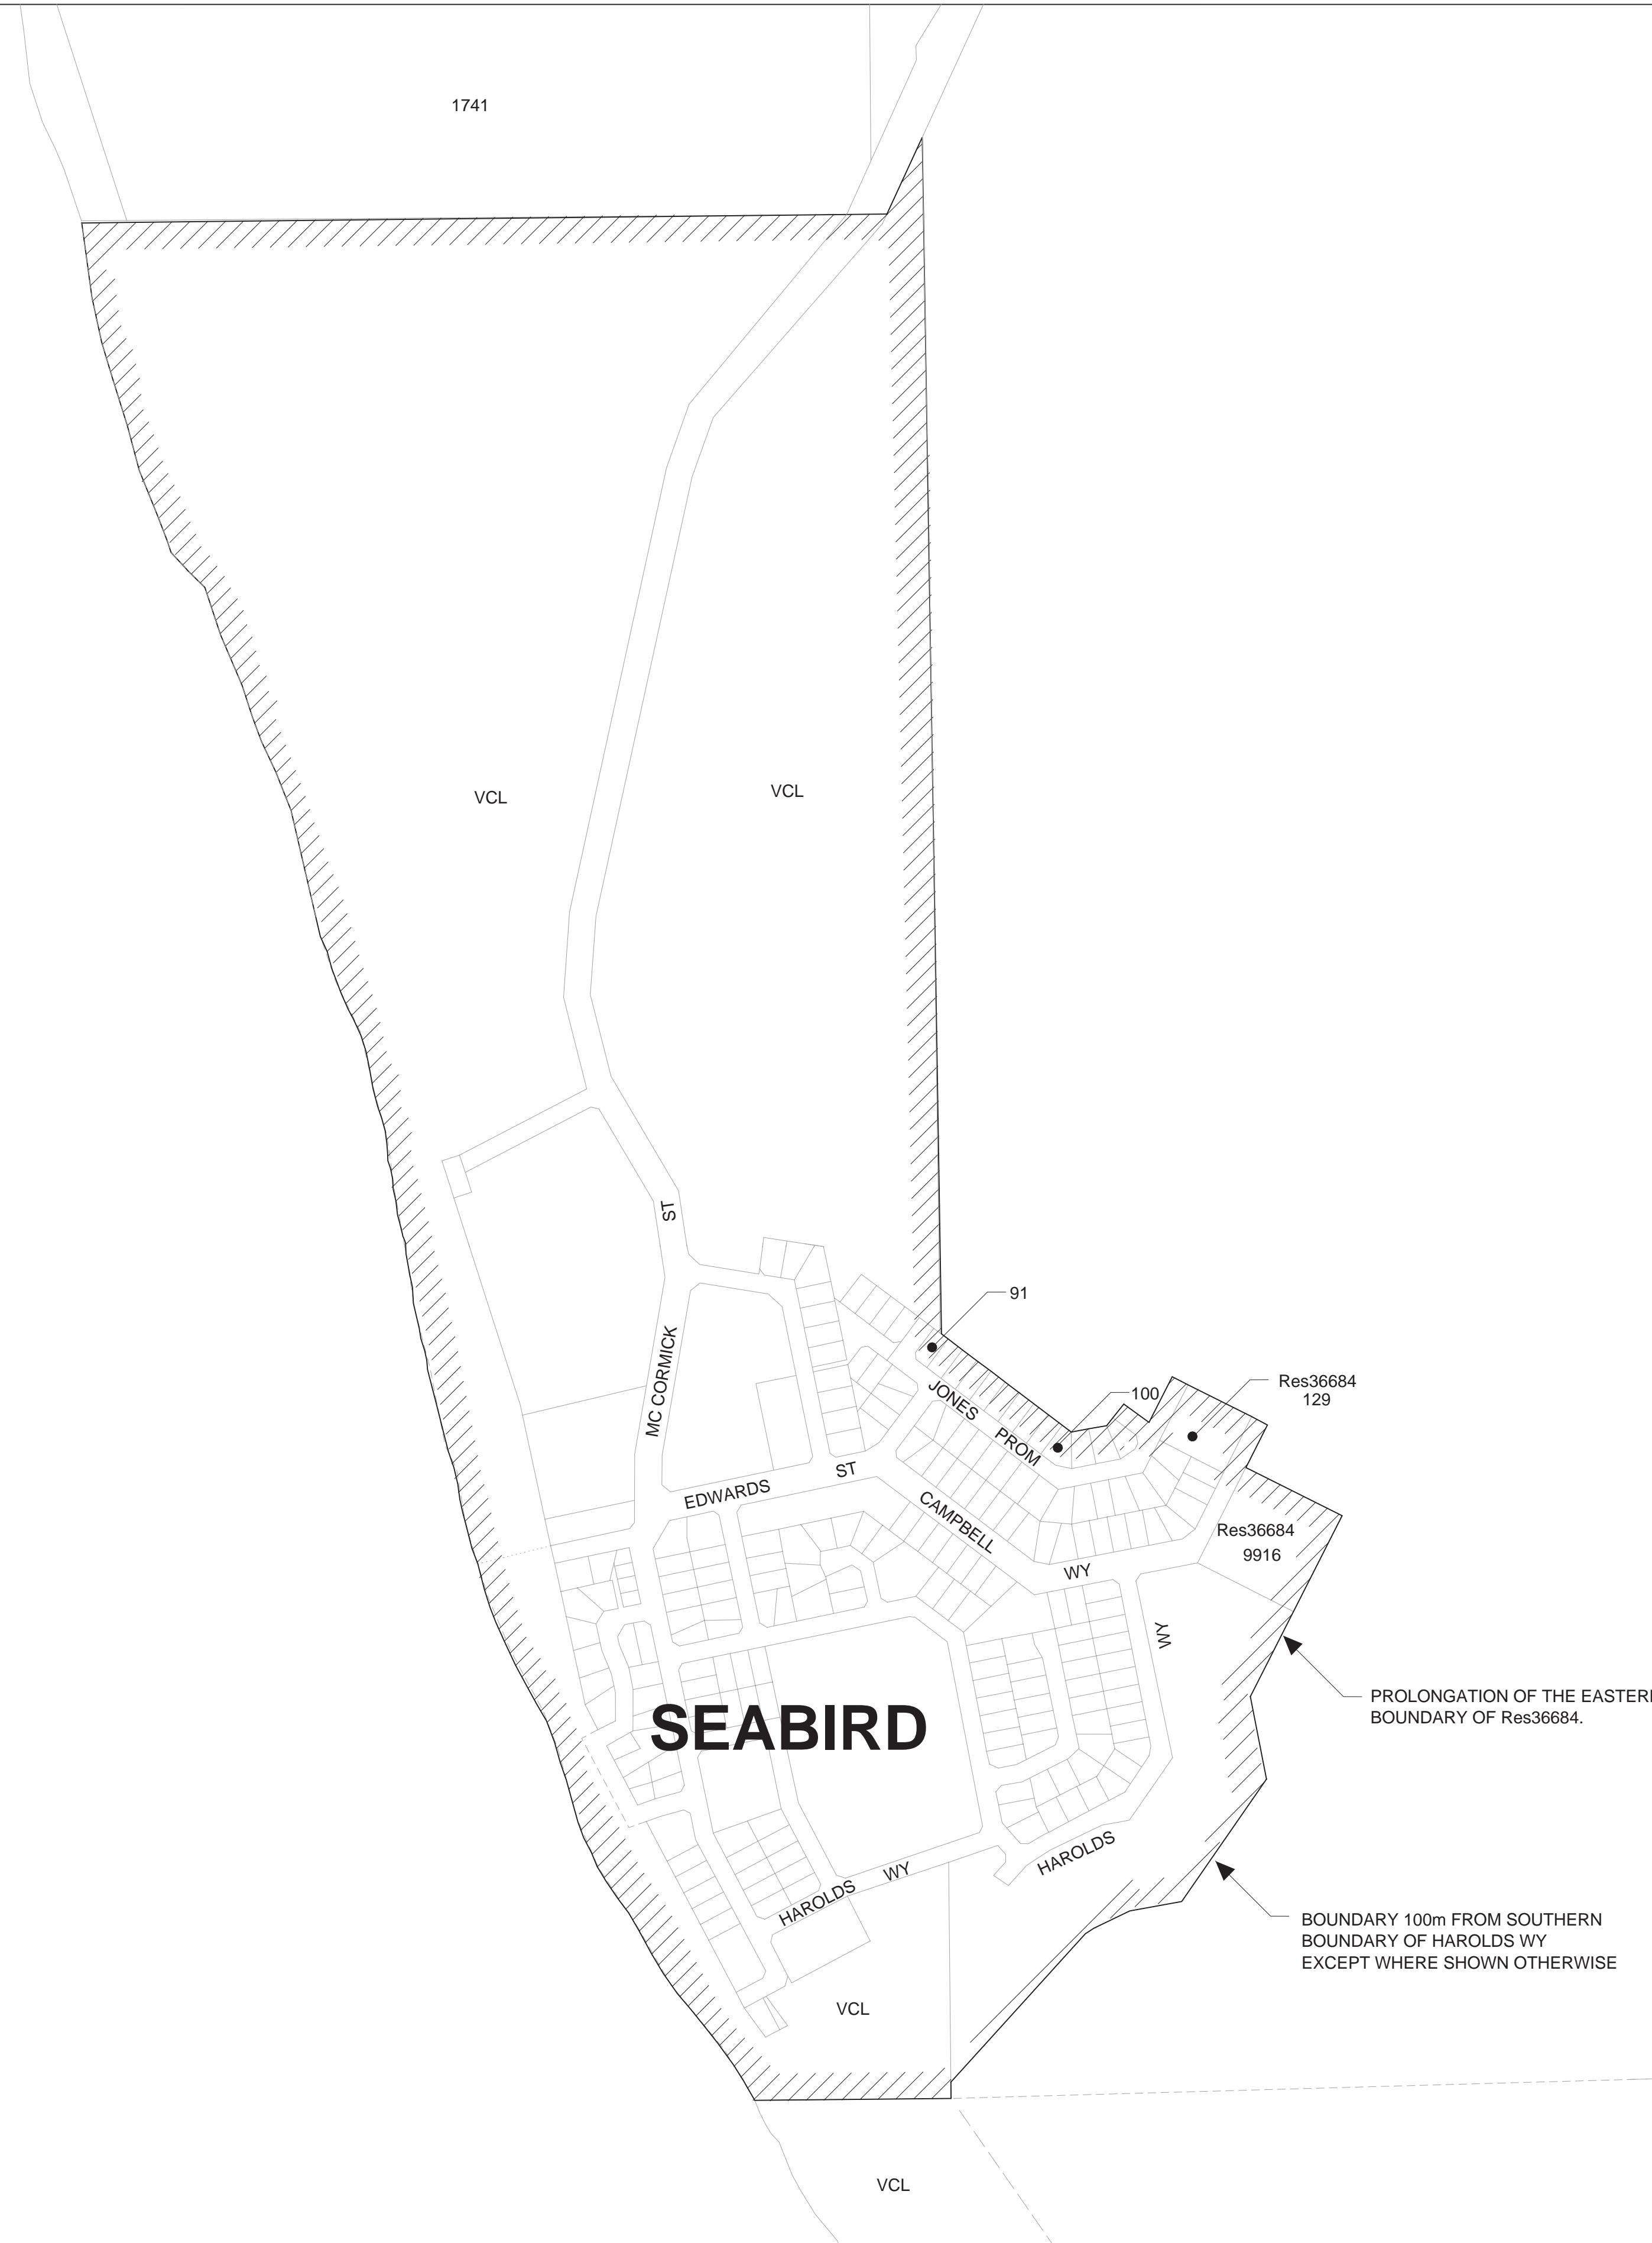 1741
VCL
VCL
ST
91
MC CORMICK
JONES
PROM
100
Res36684
129
EDWARDS
ST
CAMPBELL
WY
Res36684
9916
WY
PROLONGATION OF THE EASTERN
BOUNDARY OF Res36684.
SEABIRD
HAROLDS
WY
HAROLDS
BOUNDARY 100m FROM SOUTHERN
BOUNDARY OF HAROLDS WY
EXCEPT WHERE SHOWN OTHERWISE
VCL
VCL